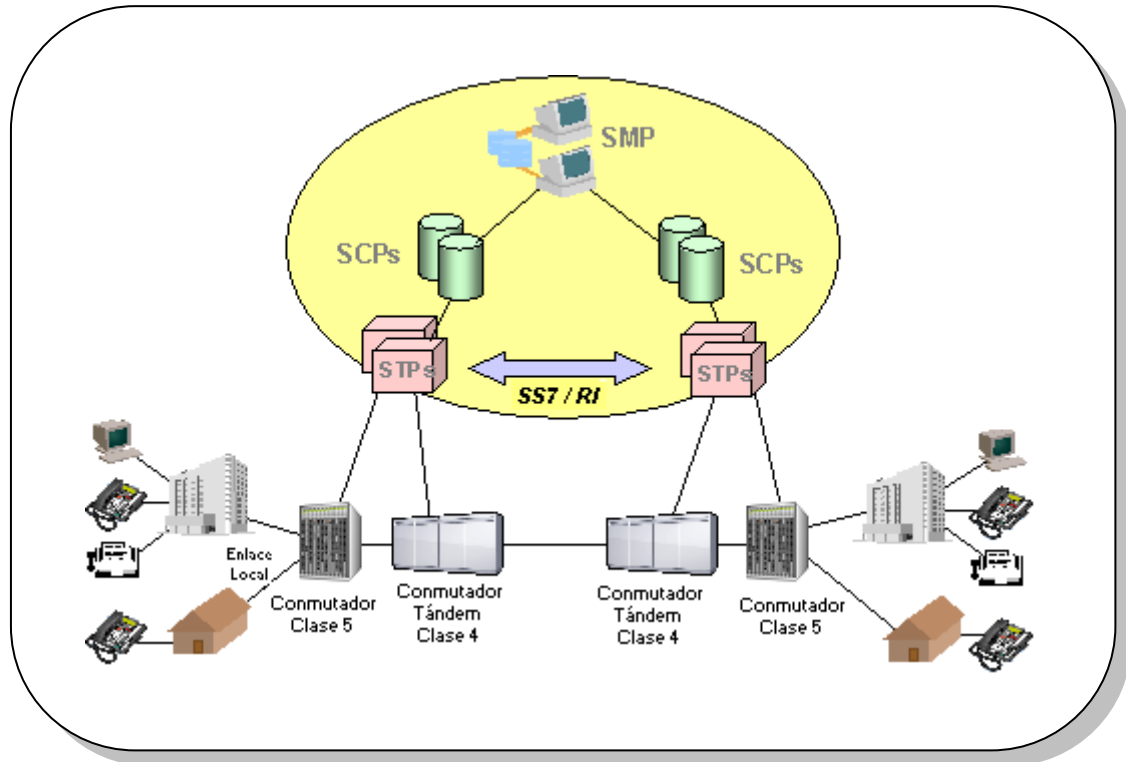 SMP
SCPs
SCPs
STPs
STPs
SS7 / RI
Enlace
Local
Conmutador
Clase 5
Conmutador
Tándem
Clase 4
Conmutador
Tándem
Clase 4
Conmutador
Clase 5